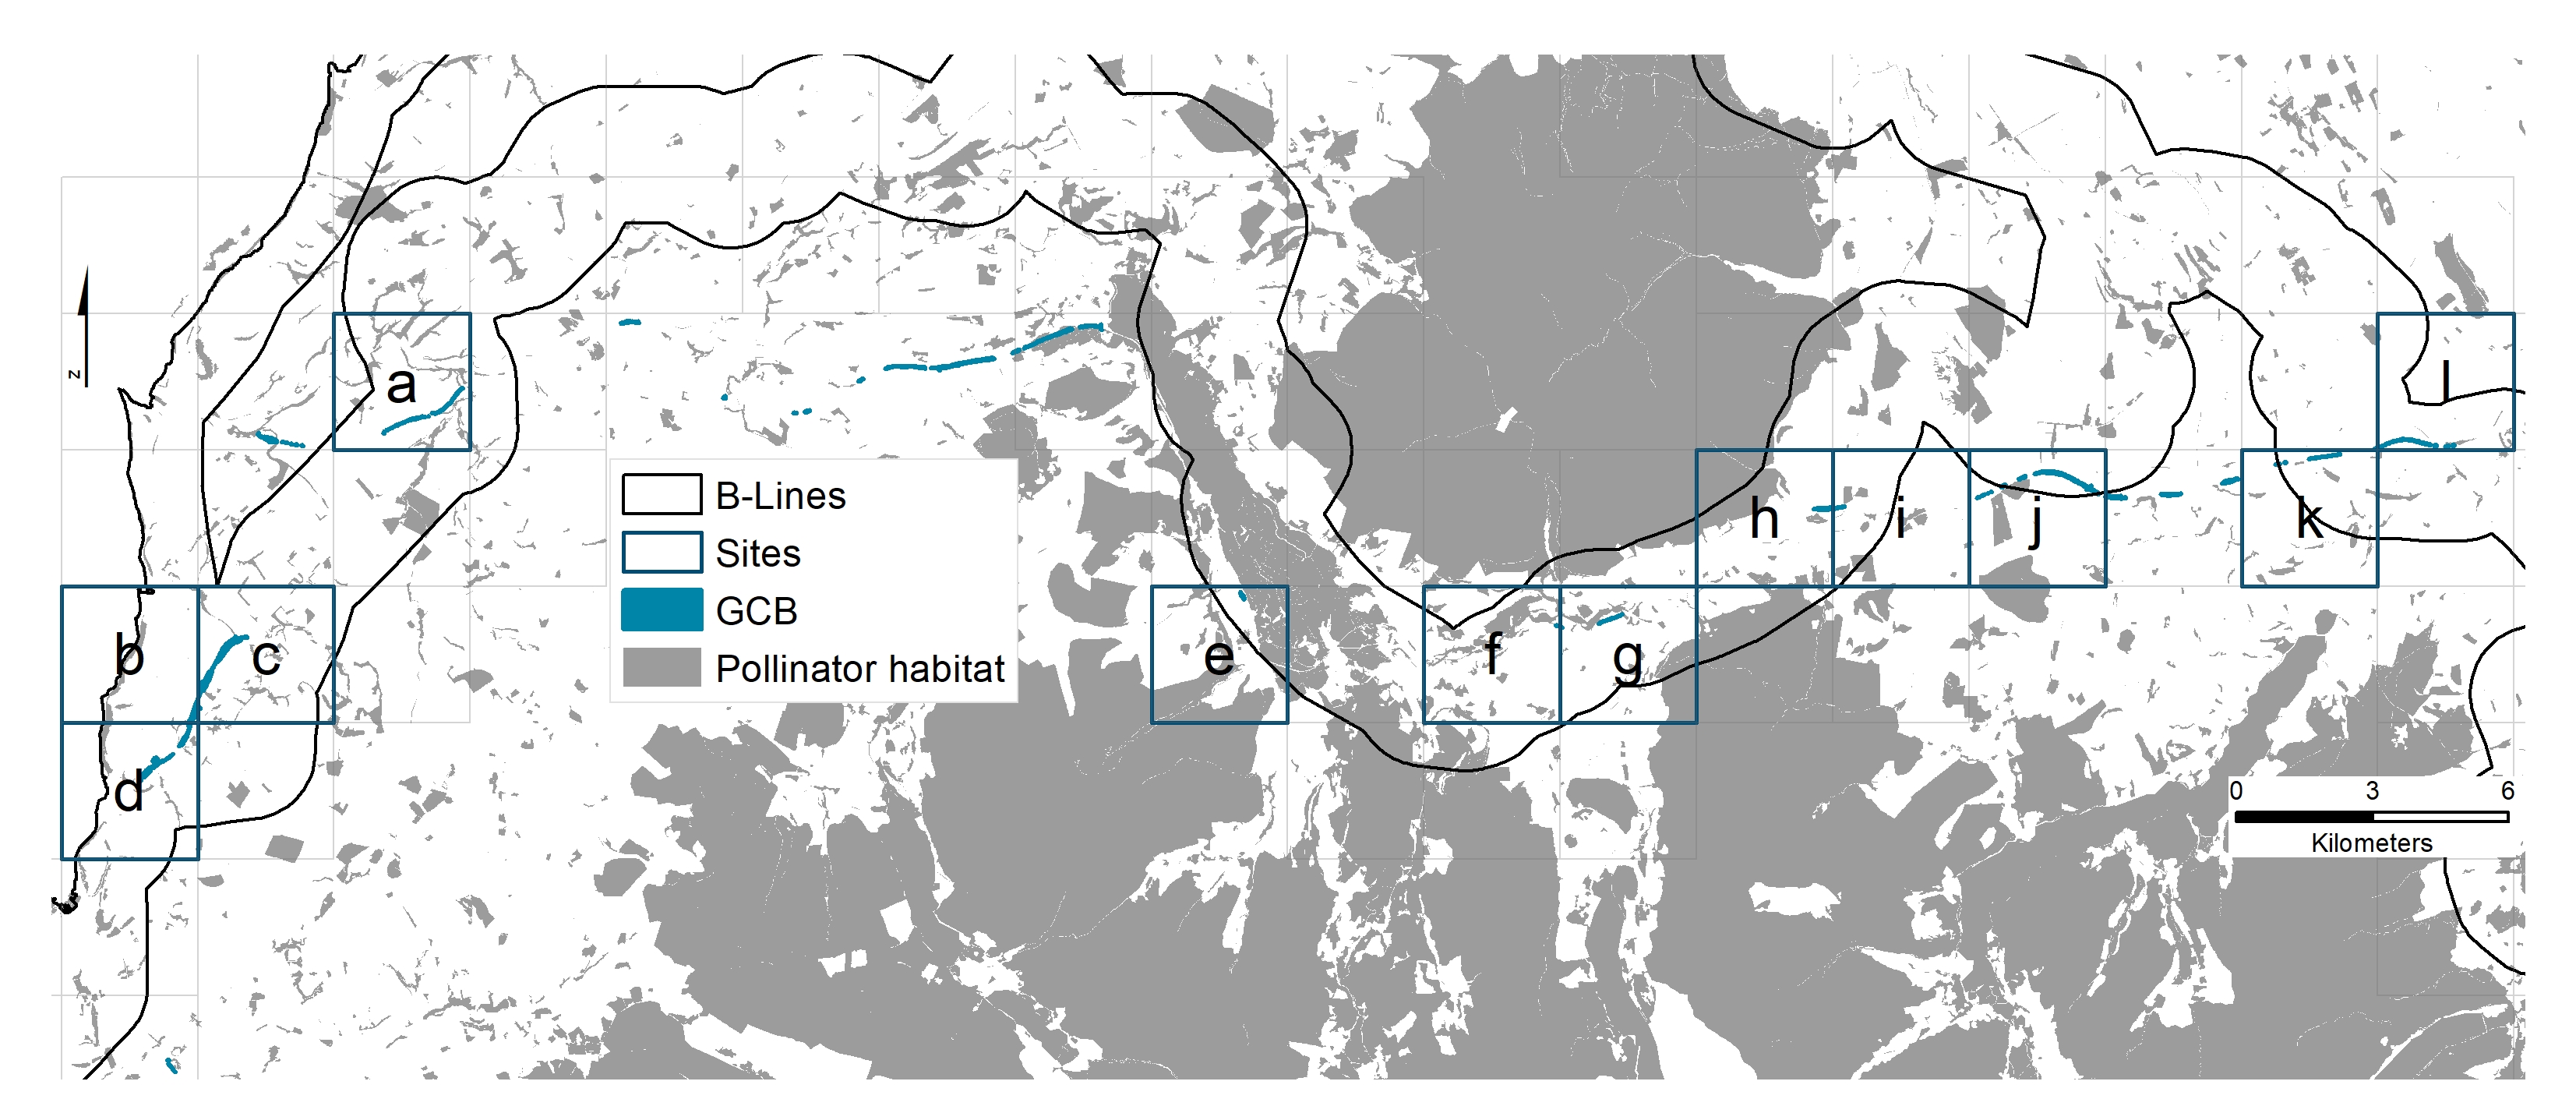 z
a
l
B-Lines
Sites
GCB
Pollinator habitat
h
i
j
k
b
c
e
f
g
d
0 3 6
Kilometers